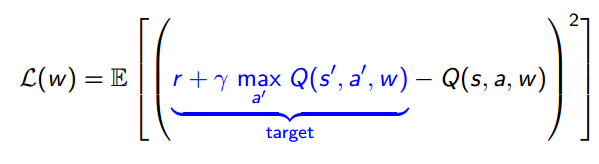 ℒ(w) = 𝔼 [ ( r + γ max_{a′} Q(s′, a′, w) − Q(s, a, w) )² ]
target